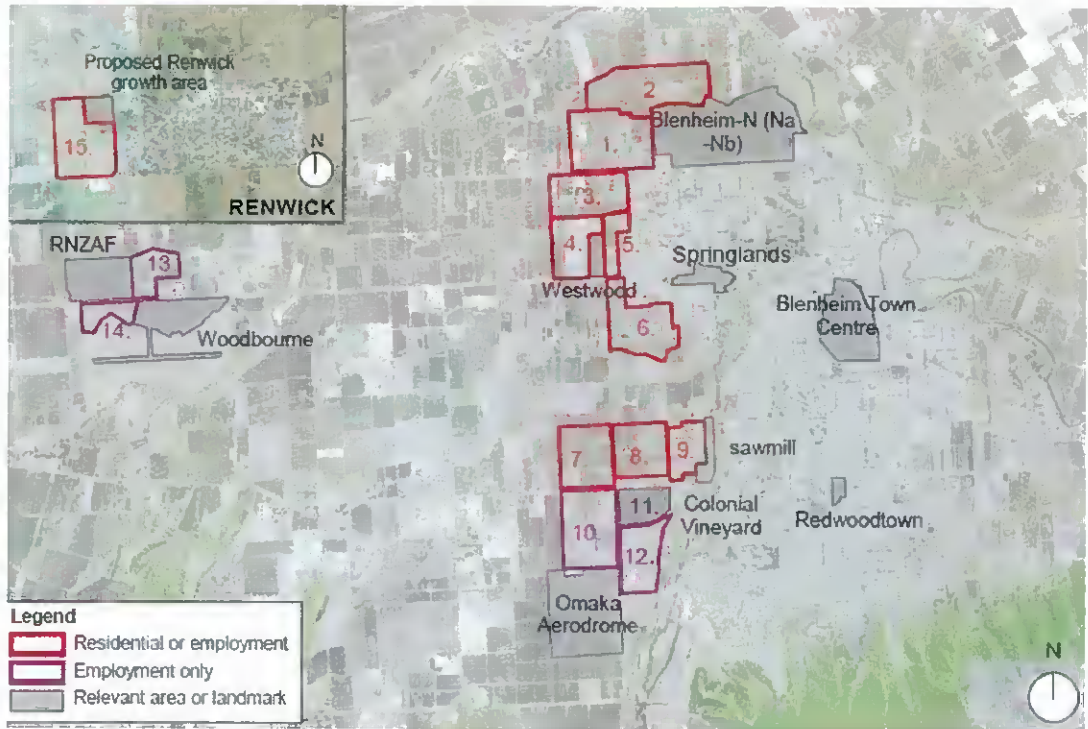 Proposed Renwick
growth area
15.
N
RENWICK
2
Blenheim-N (Na
-Nb)
1.
3.
4.
5.
Springlands
RNZAF
13
Westwood
Blenheim Town
Centre
14.
Woodbourne
6.
7
8.
9.
sawmill
11.
Colonial
Vineyard
10
Redwoodtown
12.
Omaka
Aerodrome
Legend
Residential or employment
Employment only
Relevant area or landmark
N